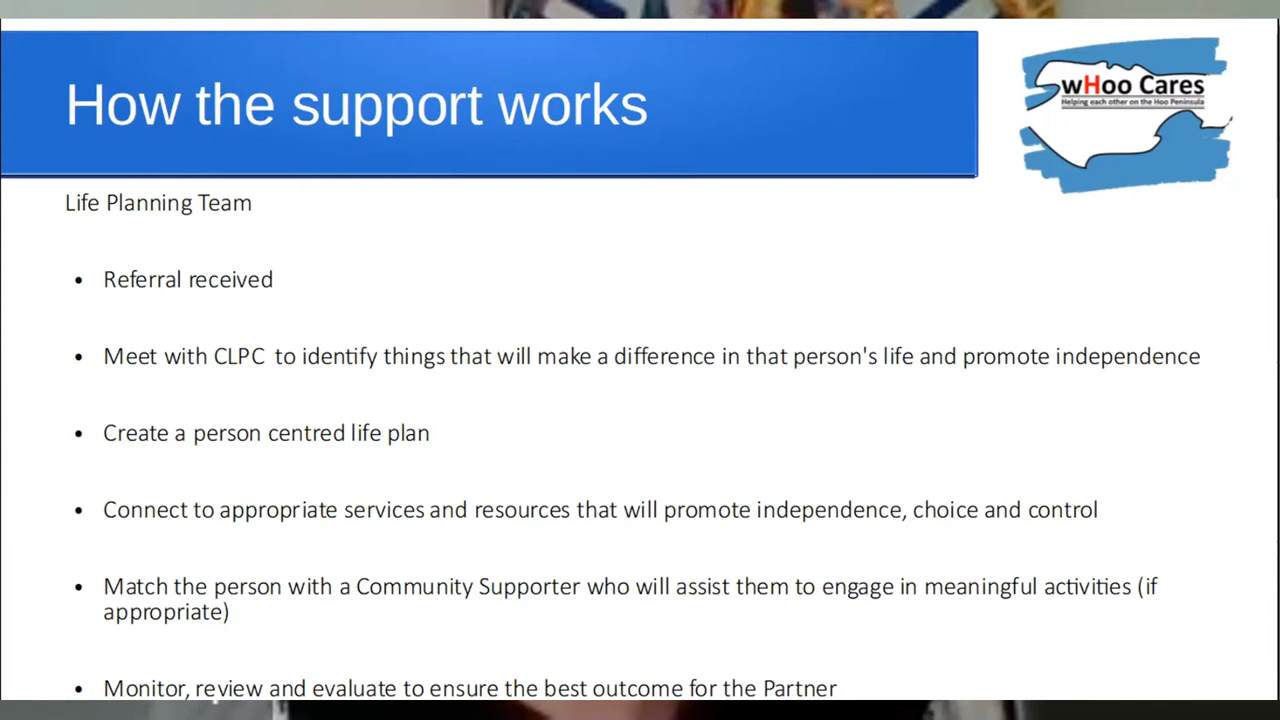 How the support works
wHoo Cares
Helping each other on the Hoo Peninsula
Life Planning Team
• Referral received
• Meet with CLPC to identify things that will make a difference in that person's life and promote independence
• Create a person centred life plan
• Connect to appropriate services and resources that will promote independence, choice and control
• Match the person with a Community Supporter who will assist them to engage in meaningful activities (if
appropriate)
• Monitor, review and evaluate to ensure the best outcome for the Partner